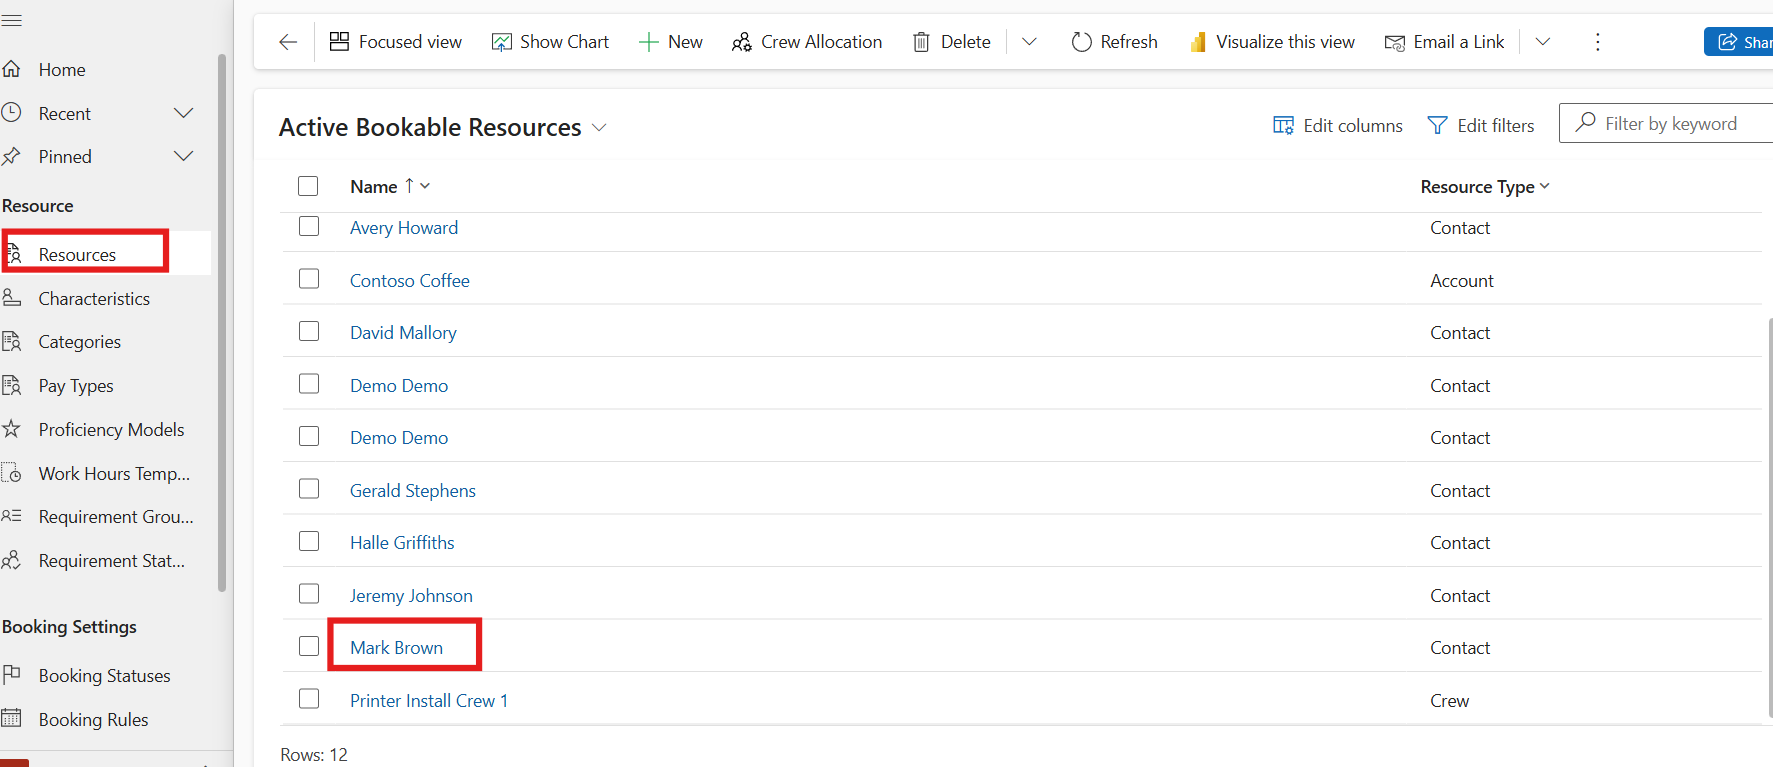 Focused view
Show Chart
New
Crew Allocation
Delete
Refresh
Visualize this view
Email a Link
Home
Recent
Pinned
Resource
Resources
Characteristics
Categories
Pay Types
Proficiency Models
Work Hours Temp...
Requirement Grou...
Requirement Stat...
Booking Settings
Booking Statuses
Booking Rules
Active Bookable Resources
Edit columns
Edit filters
Filter by keyword
Name Resource Type
Avery Howard Contact
Contoso Coffee Account
David Mallory Contact
Demo Demo Contact
Demo Demo Contact
Gerald Stephens Contact
Halle Griffiths Contact
Jeremy Johnson Contact
Mark Brown Contact
Printer Install Crew 1 Crew
Rows: 12